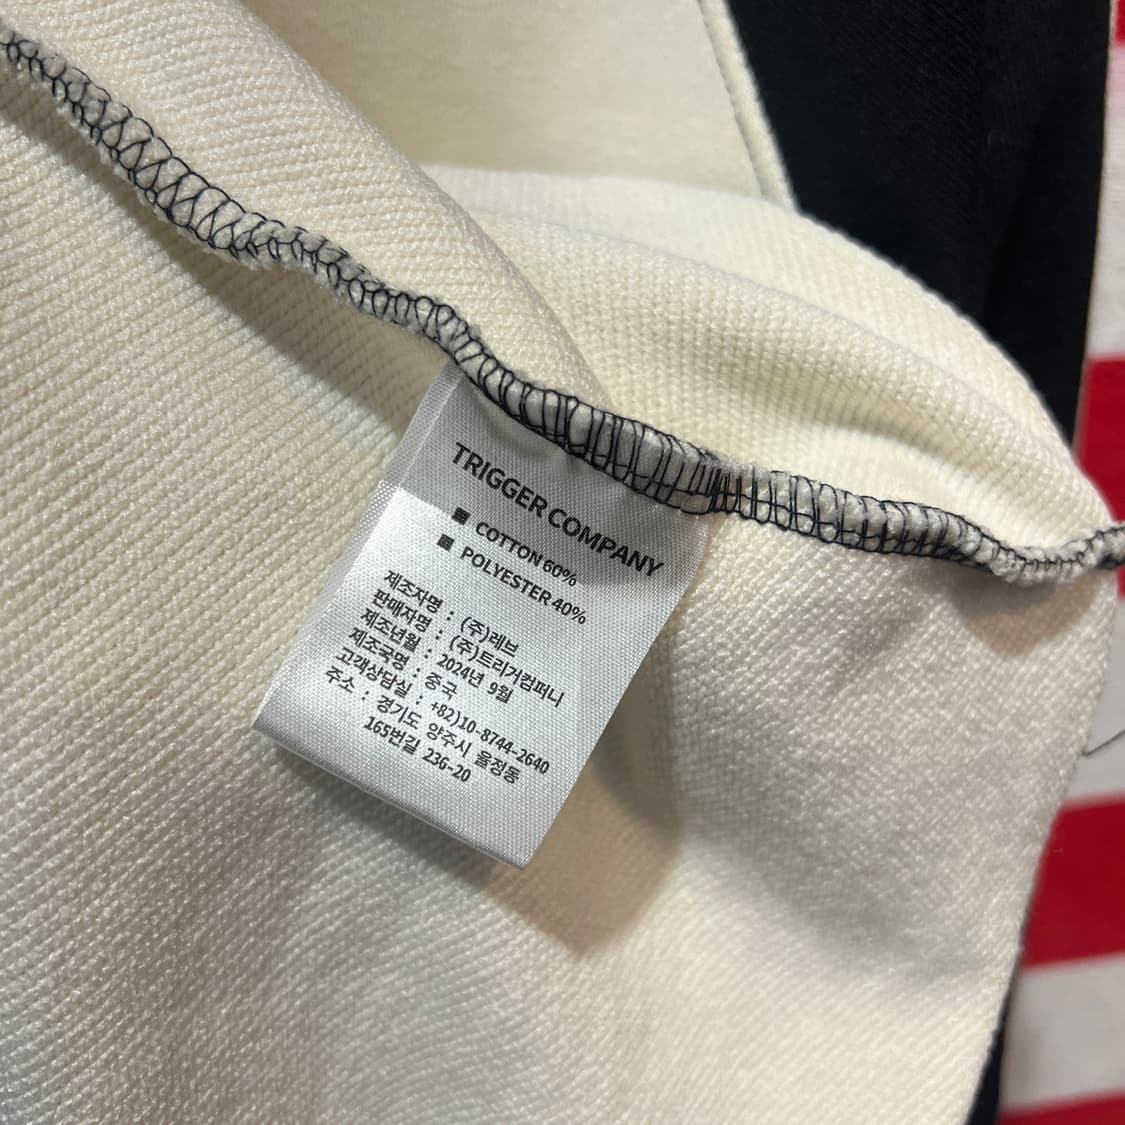 TRIGGER COMPANY
■ COTTON 60%
■ POLYESTER 40%
제조자명 : (주)레브
판매자명 : (주)트리거컴퍼니
제조년월 : 2024년 9월
제조국명 : 중국
고객상담실 : +82)10-8744-2640
주소 : 경기도 양주시 율정동
165번길 236-20